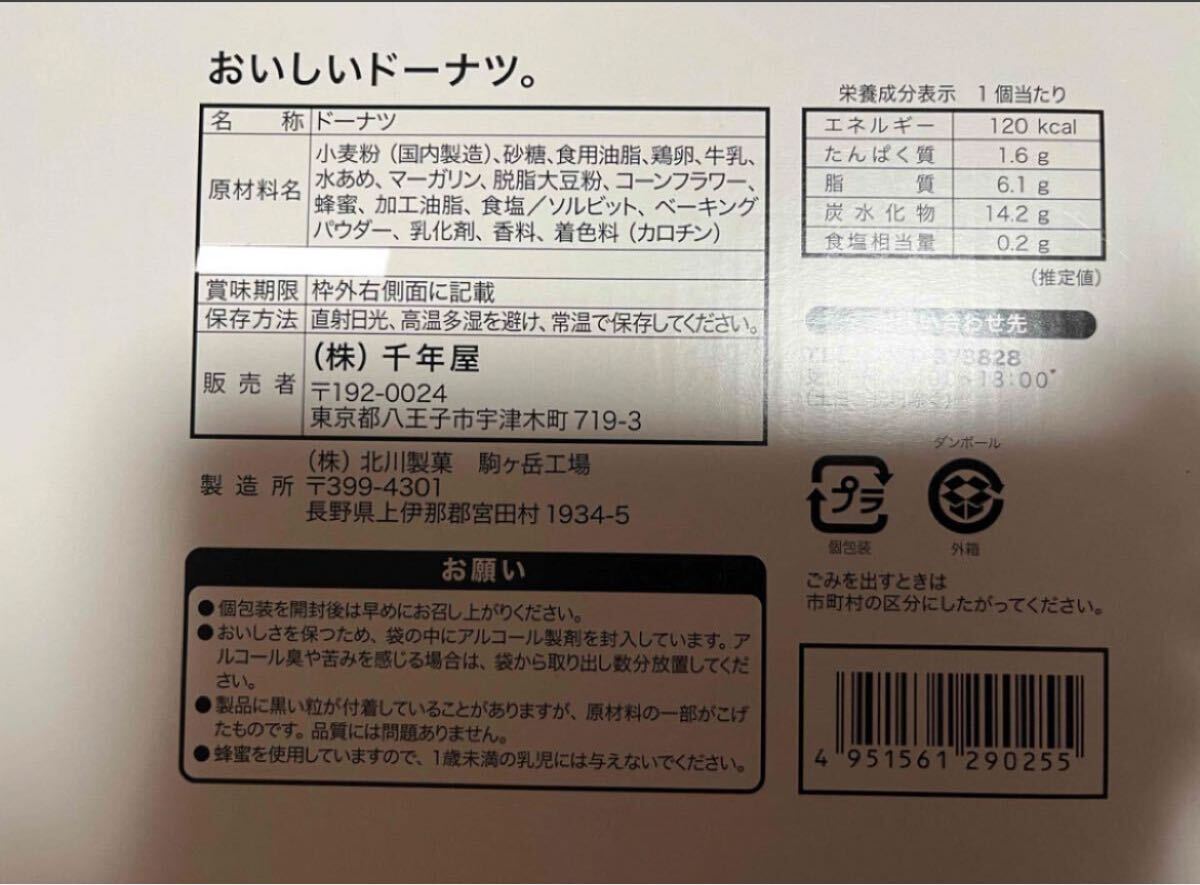 おいしいドーナツ。
名称 ドーナツ
原材料名 小麦粉（国内製造）、砂糖、食用油脂、鶏卵、牛乳、
水あめ、マーガリン、脱脂大豆粉、コーンフラワー、
蜂蜜、加工油脂、食塩／ソルビット、ベーキング
パウダー、乳化剤、香料、着色料（カロチン）
賞味期限 枠外右側面に記載
保存方法 直射日光、高温多湿を避け、常温で保存してください。
販売者 （株）千年屋
〒192-0024
東京都八王子市宇津木町719-3
製造所 （株）北川製菓 駒ヶ岳工場
〒399-4301
長野県上伊那郡宮田村1934-5
お願い
●個包装を開封後は早めにお召し上がりください。
●おいしさを保つため、袋の中にアルコール製剤を封入しています。ア
ルコール臭や苦みを感じる場合は、袋から取り出し数分放置してくだ
さい。
●製品に黒い粒が付着していることがありますが、原材料の一部がこげ
たものです。品質には問題ありません。
●蜂蜜を使用していますので、1歳未満の乳児には与えないでください。
栄養成分表示 1個当たり
エネルギー 120 kcal
たんぱく質 1.6 g
脂質 6.1 g
炭水化物 14.2 g
食塩相当量 0.2 g
（推定値）
合わせ先
8828
13:00
ダンボール
プラ
個包装 外箱
ごみを出すときは
市町村の区分にしたがってください。
4 951561 290255